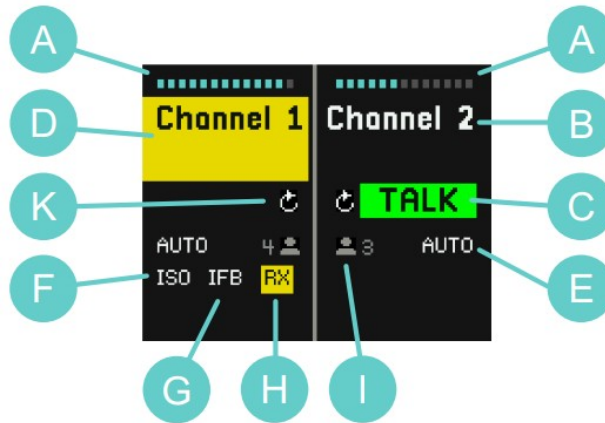 A A
D Channel 1 Channel 2 B
K TALK C
AUTO 4 3 AUTO
F ISO IFB RX E
G H I